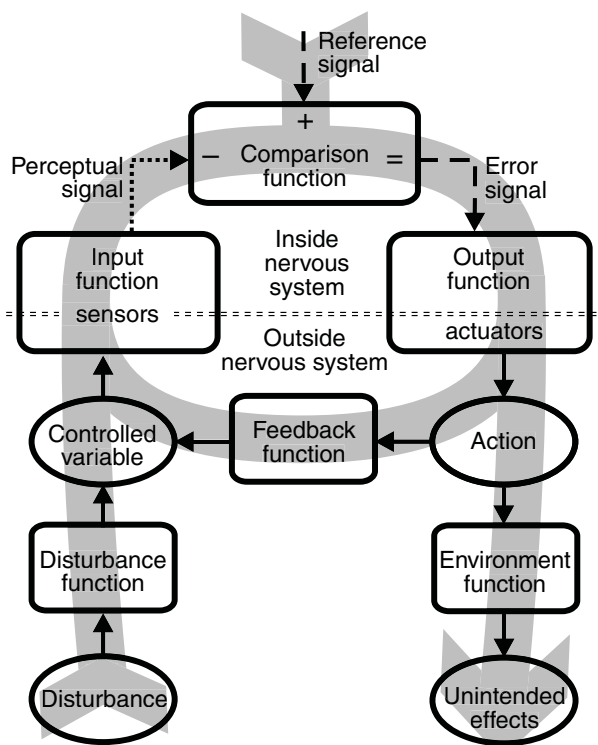 Reference
signal
+
− Comparison =
function
Perceptual
signal
Error
signal
Input
function
sensors
Inside
nervous
system
Output
function
actuators
Outside
nervous system
Controlled
variable
Feedback
function
Action
Disturbance
function
Environment
function
Disturbance
Unintended
effects